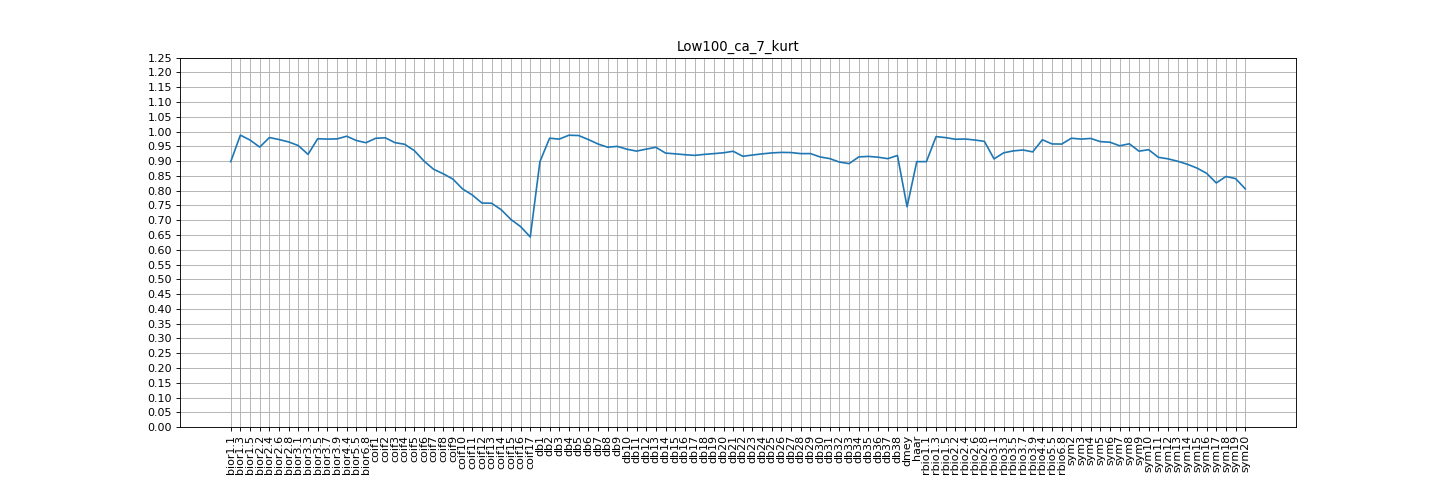 Low100_ca_7_kurt
1.25
1.20
1.15
1.10
1.05
1.00
0.95
0.90
0.85
0.80
0.75
0.70
0.65
0.60
0.55
0.50
0.45
0.40
0.35
0.30
0.25
0.20
0.15
0.10
0.05
0.00
bior1.1
bior1.3
bior1.5
bior2.2
bior2.4
bior2.6
bior2.8
bior3.1
bior3.3
bior3.5
bior3.7
bior3.9
bior4.4
bior5.5
bior6.8
coif1
coif2
coif3
coif4
coif5
coif6
coif7
coif8
coif9
coif10
coif11
coif12
coif13
coif14
coif15
coif16
coif17
db1
db2
db3
db4
db5
db6
db7
db8
db9
db10
db11
db12
db13
db14
db15
db16
db17
db18
db19
db20
db21
db22
db23
db24
db25
db26
db27
db28
db29
db30
db31
db32
db33
db34
db35
db36
db37
db38
dmey
haar
rbio1.1
rbio1.3
rbio1.5
rbio2.2
rbio2.4
rbio2.6
rbio2.8
rbio3.1
rbio3.3
rbio3.5
rbio3.7
rbio3.9
rbio4.4
rbio5.5
rbio6.8
sym2
sym3
sym4
sym5
sym6
sym7
sym8
sym9
sym10
sym11
sym12
sym13
sym14
sym15
sym16
sym17
sym18
sym19
sym20